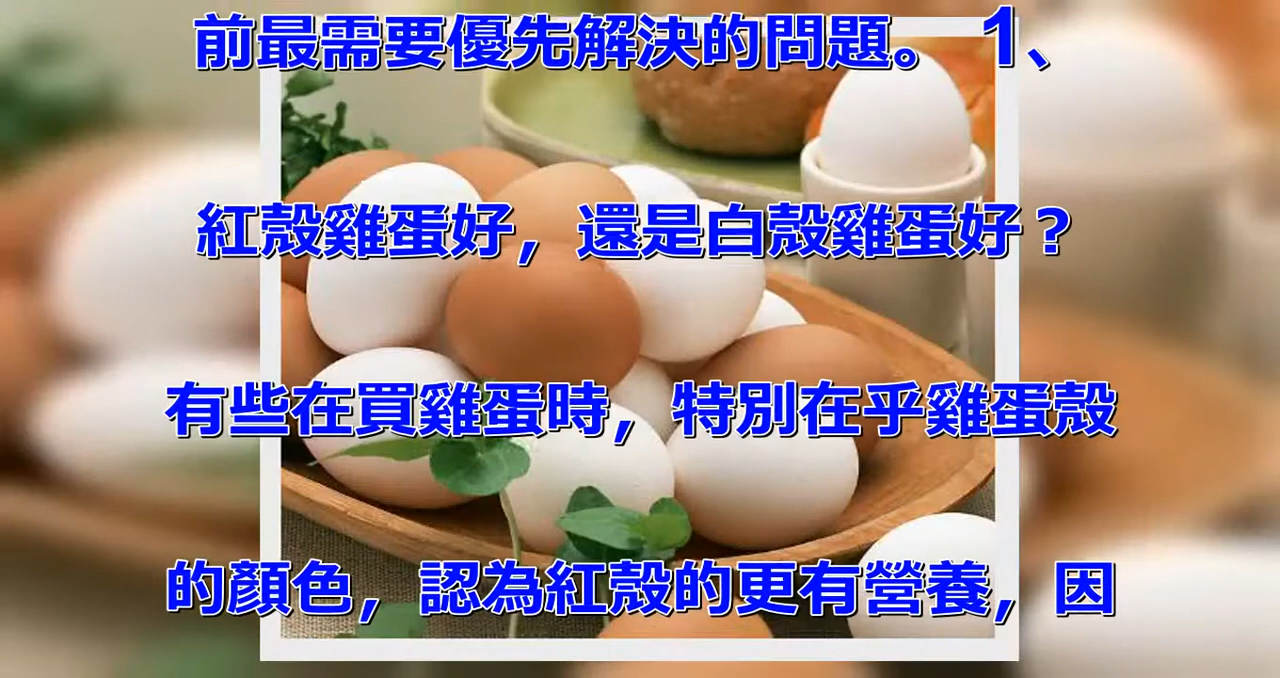 前最需要優先解決的問題。 1、
紅殼雞蛋好，還是白殼雞蛋好？
有些在買雞蛋時，特別在乎雞蛋殼
的顏色，認為紅殼的更有營養，因